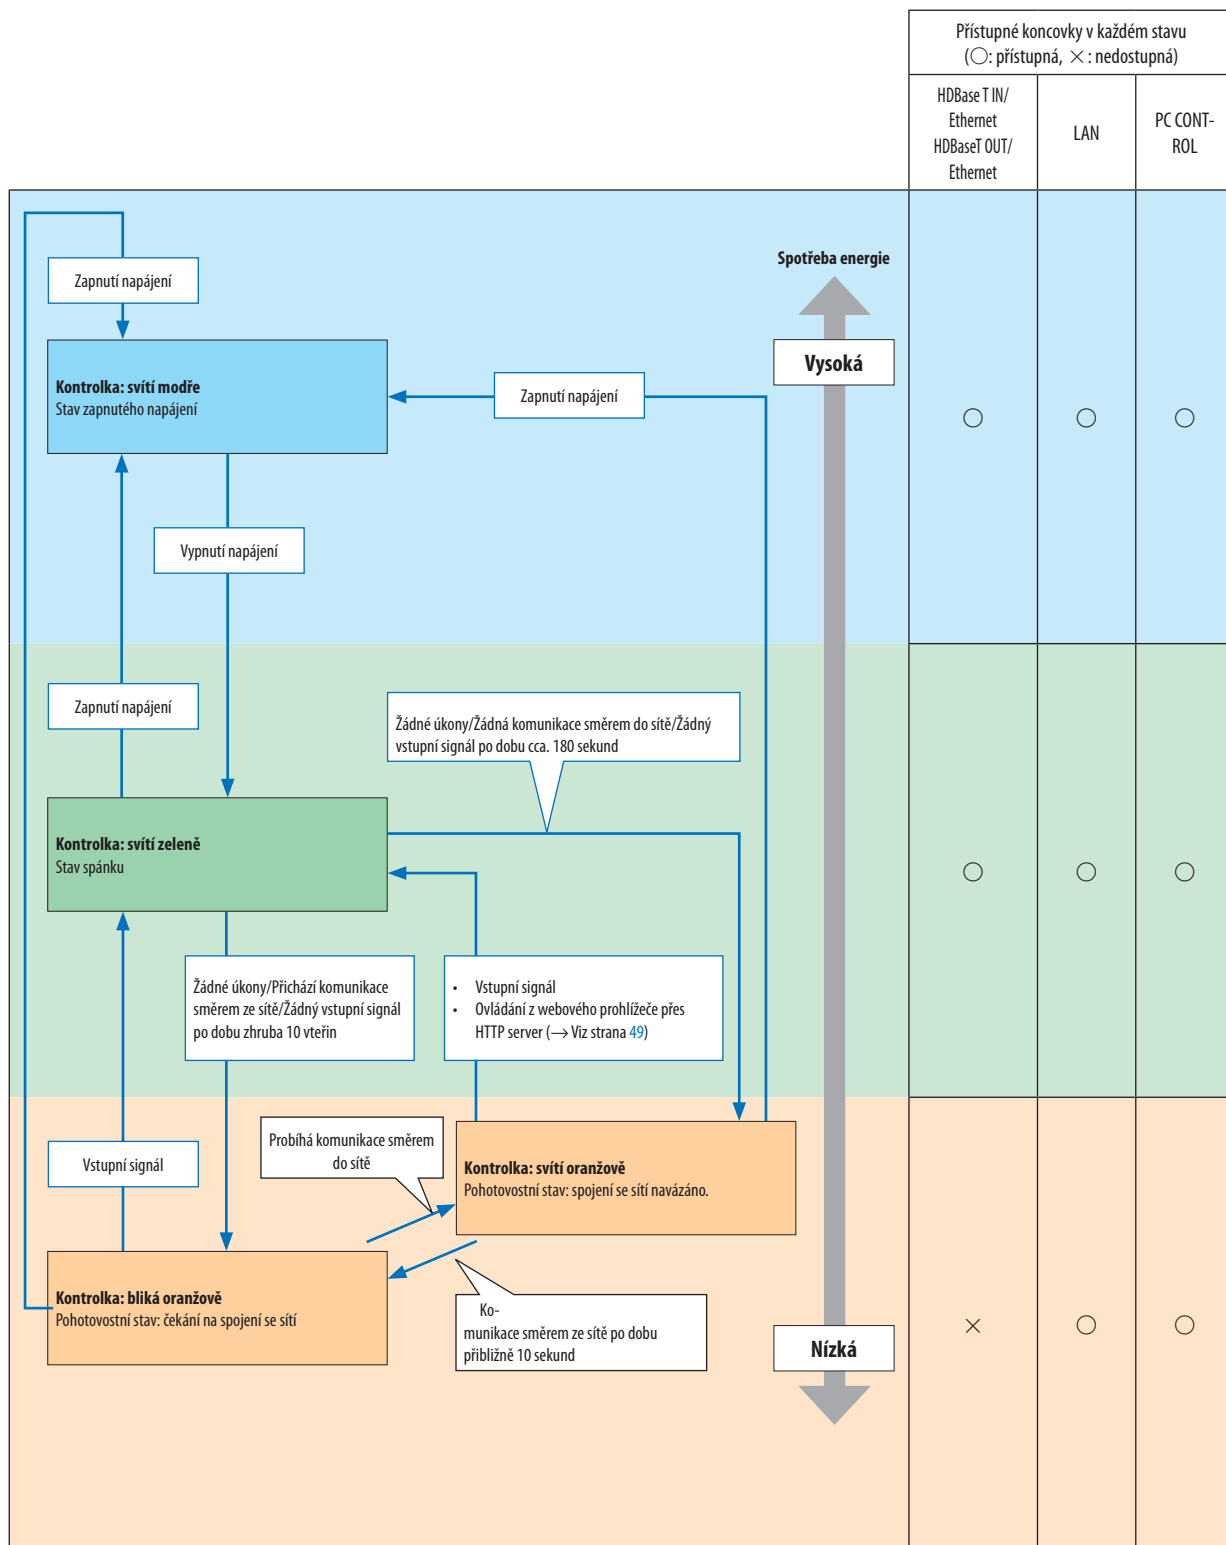 Přístupné koncovky v každém stavu
(○: přístupná, ×: nedostupná)
HDBase T IN/
Ethernet
HDBaseT OUT/
Ethernet
LAN
PC CONT-
ROL
Zapnutí napájení
Spotřeba energie
Vysoká
Kontrolka: svítí modře
Stav zapnutého napájení
Zapnutí napájení
○ ○ ○
Vypnutí napájení
Zapnutí napájení
Žádné úkony/Žádná komunikace směrem do sítě/Žádný
vstupní signál po dobu cca. 180 sekund
Kontrolka: svítí zeleně
Stav spánku
○ ○ ○
Žádné úkony/Přichází komunikace
směrem ze sítě/Žádný vstupní signál
po dobu zhruba 10 vteřin
• Vstupní signál
• Ovládání z webového prohlížeče přes
HTTP server (→ Viz strana 49)
Vstupní signál
Probíhá komunikace směrem
do sítě
Kontrolka: svítí oranžově
Pohotovostní stav: spojení se sítí navázáno.
Kontrolka: bliká oranžově
Pohotovostní stav: čekání na spojení se sítí
Ko-
munikace směrem ze sítě po dobu
přibližně 10 sekund
Nízká
× ○ ○